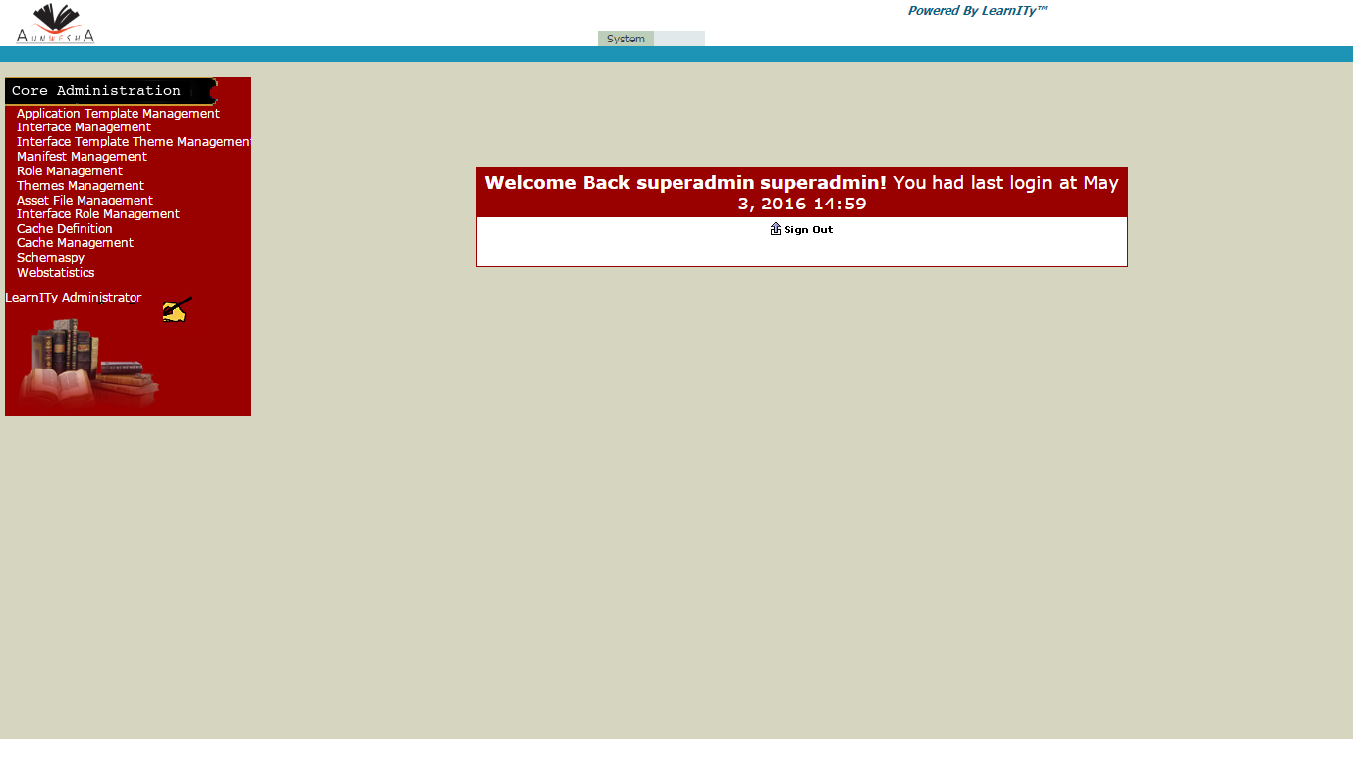 AUNWESHA
Powered By LearnITy™
System
Core Administration
Application Template Management
Interface Management
Interface Template Theme Management
Manifest Management
Role Management
Themes Management
Asset File Management
Interface Role Management
Cache Definition
Cache Management
Schemaspy
Webstatistics
LearnITy Administrator
Welcome Back superadmin superadmin! You had last login at May
3, 2016 14:59
Sign Out